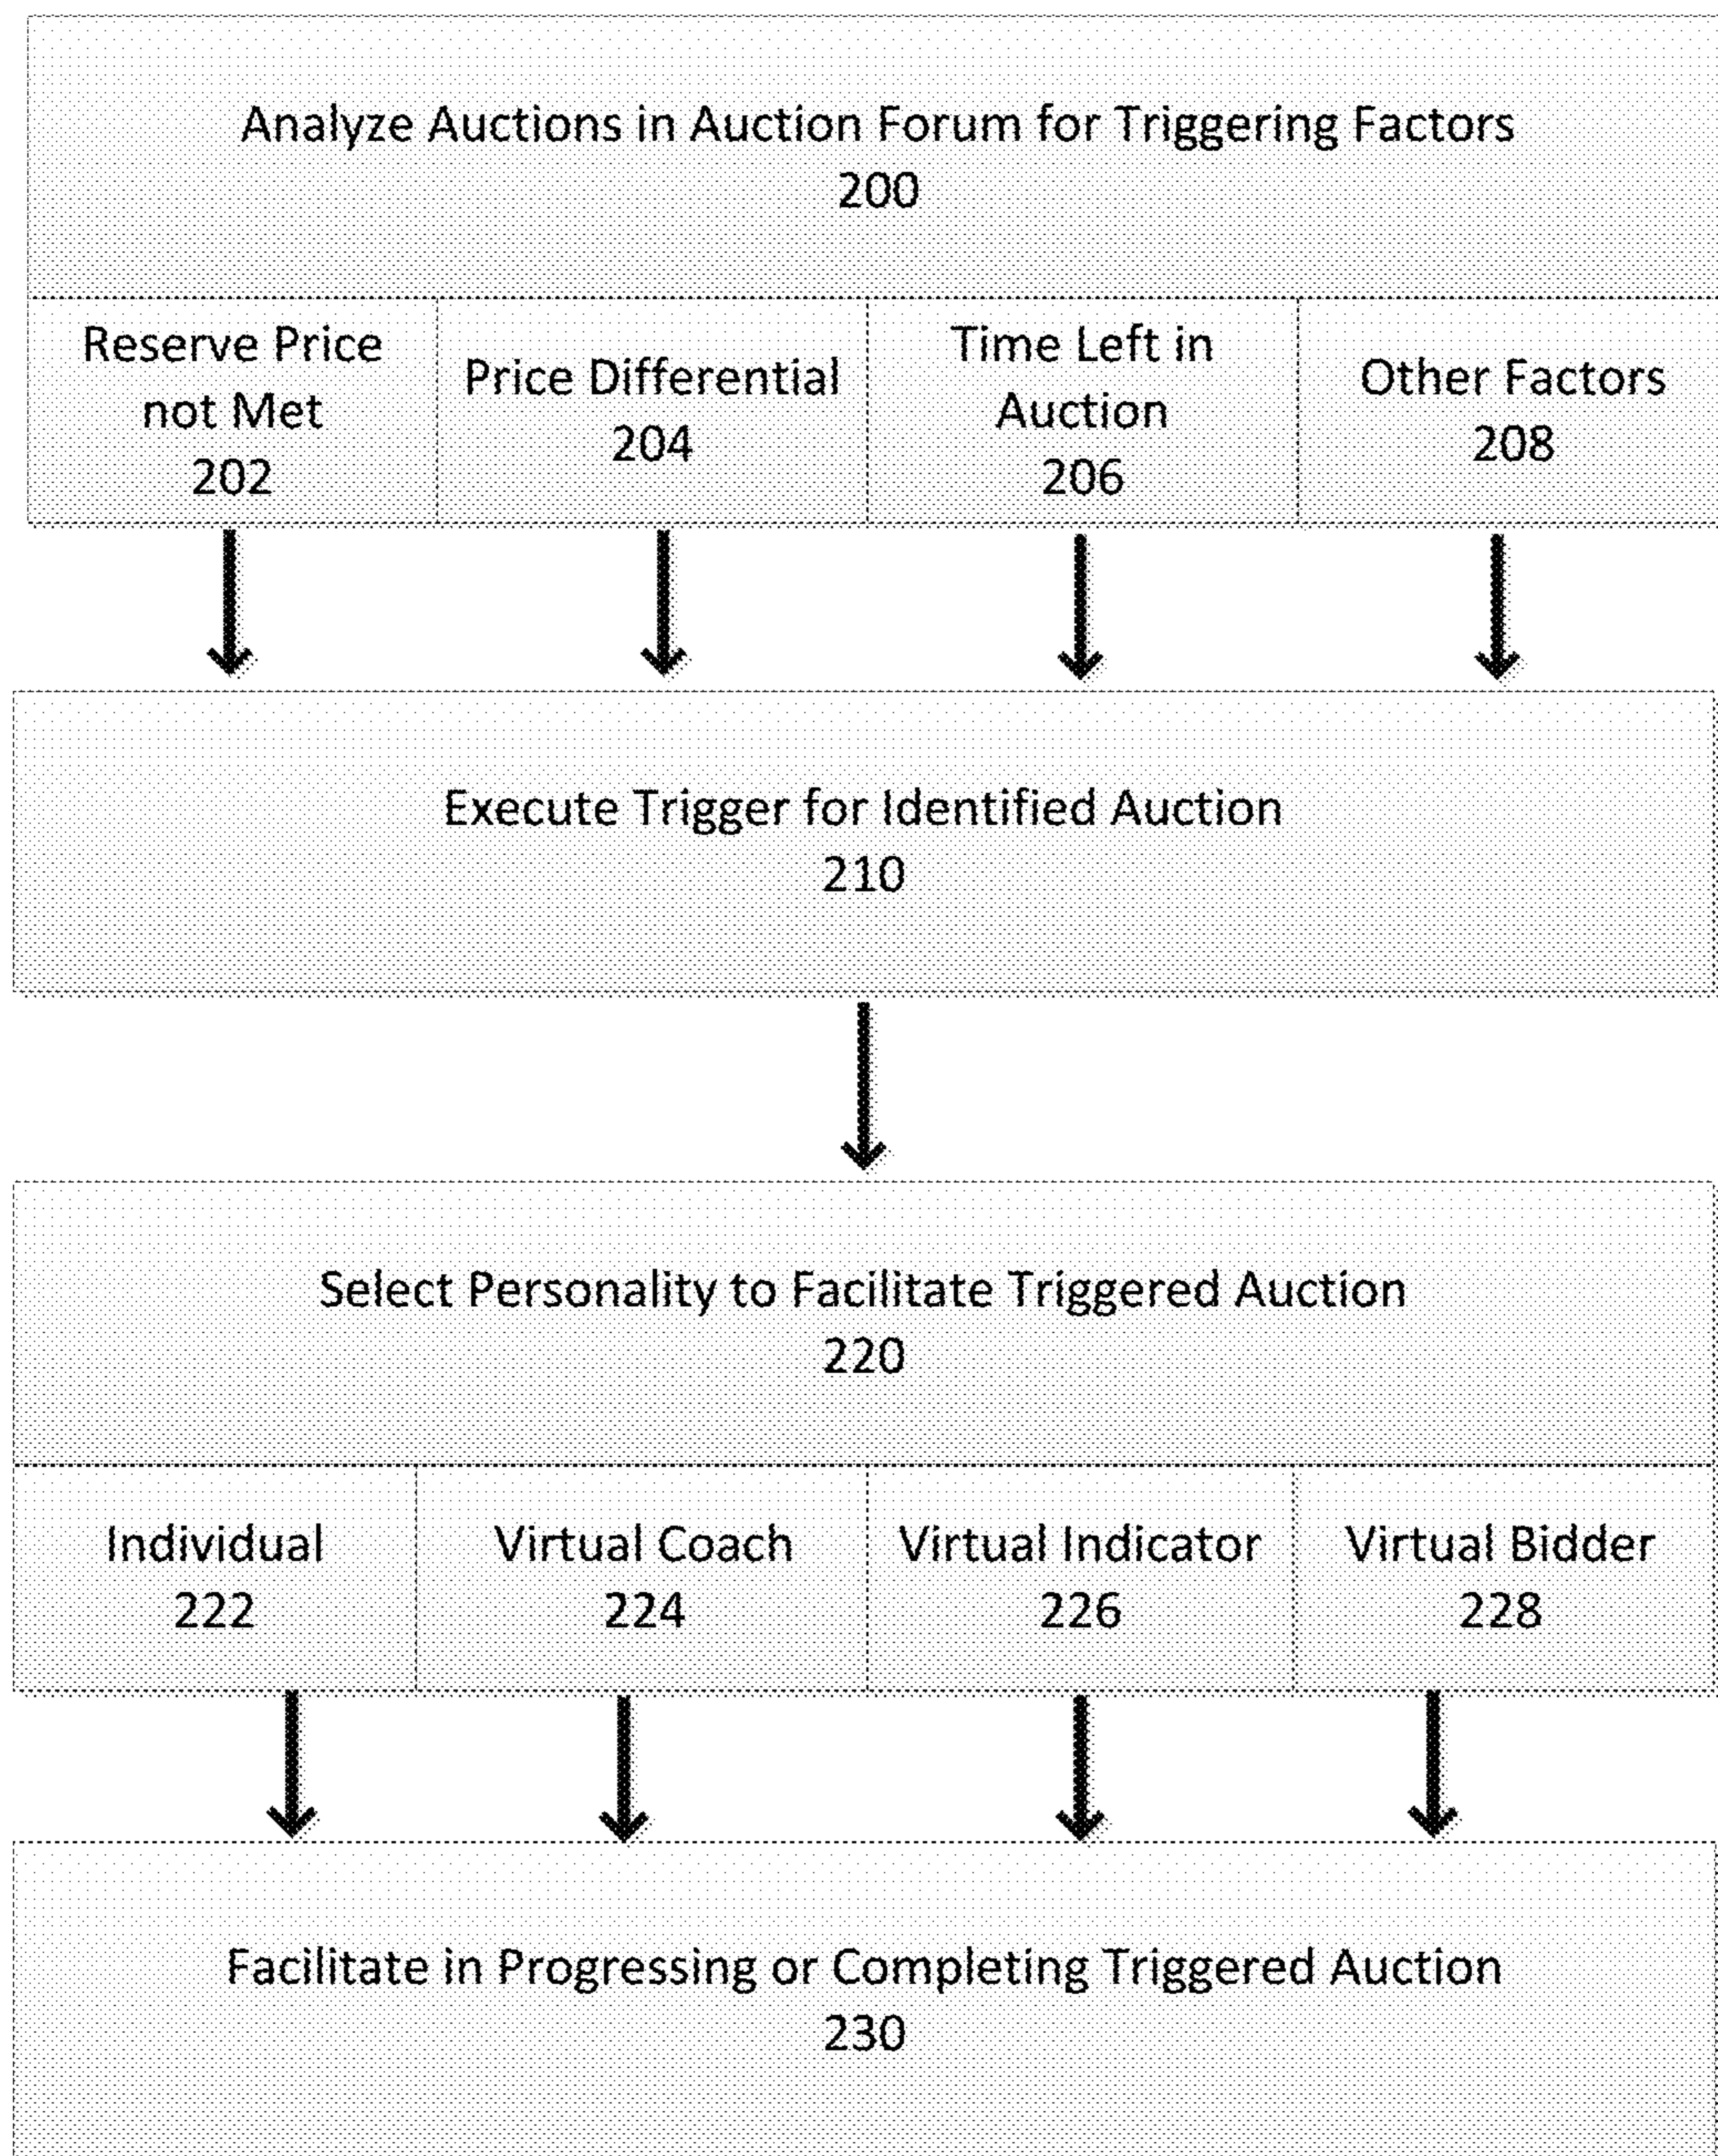 Analyze Auctions in Auction Forum for Triggering Factors
200
Reserve Price
not Met
202
Price Differential
204
Time Left in
Auction
206
Other Factors
208
Execute Trigger for Identified Auction
210
Select Personality to Facilitate Triggered Auction
220
Individual
222
Virtual Coach
224
Virtual Indicator
226
Virtual Bidder
228
Facilitate in Progressing or Completing Triggered Auction
230